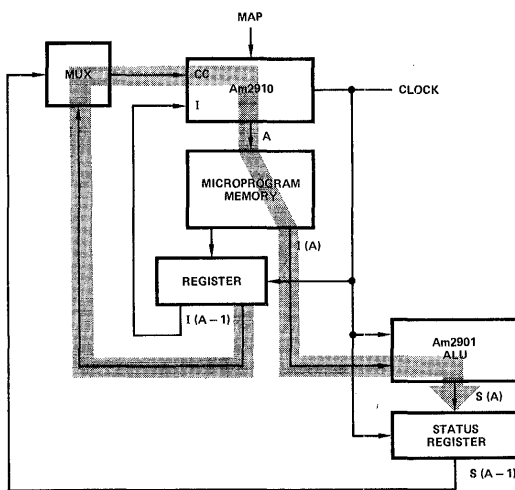 MAP
MUX
CC
Am2910
I
CLOCK
A
MICROPROGRAM
MEMORY
I (A)
REGISTER
I (A – 1)
Am2901
ALU
S (A)
STATUS
REGISTER
S (A – 1)